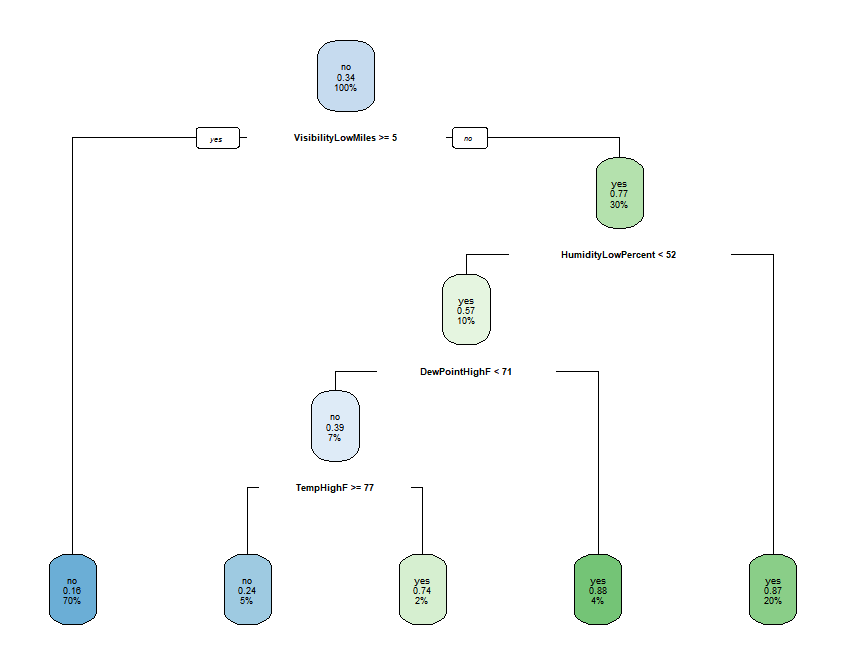 no
0.34
100%
yes
VisibilityLowMiles >= 5
no
yes
0.77
30%
HumidityLowPercent < 52
yes
0.57
10%
DewPointHighF < 71
no
0.39
7%
TempHighF >= 77
no
0.16
70%
no
0.24
5%
yes
0.74
2%
yes
0.88
4%
yes
0.87
20%